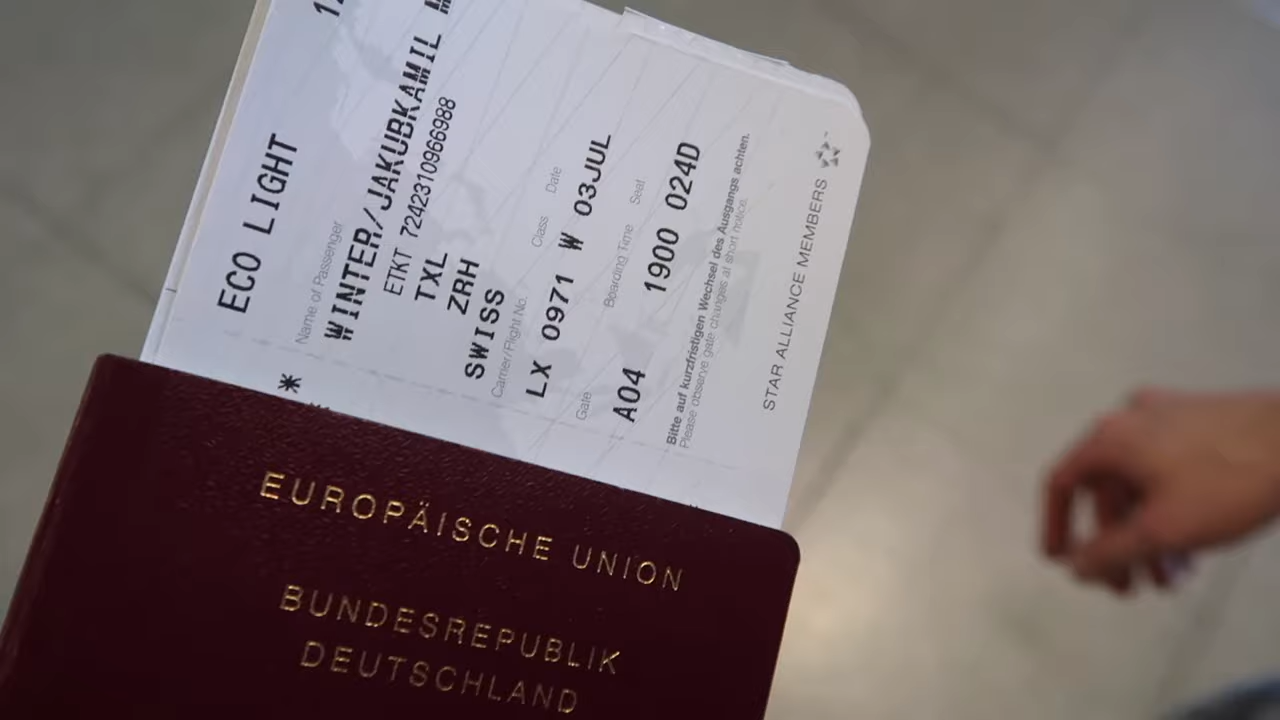 ECO LIGHT
Name of Passenger
WINTER/JAKUBKAMIL
ETKT 7242310966988
TXL
ZRH
SWISS
Carrier/Flight No. Class Date
LX 0971 W 03JUL
Gate Boarding Time Seat
A04 1900 024D
Bitte auf kurzfristigen Wechsel des Ausgangs achten.
Please observe gate changes at short notice.
STAR ALLIANCE MEMBERS
*
EUROPÄISCHE UNION
BUNDESREPUBLIK
DEUTSCHLAND